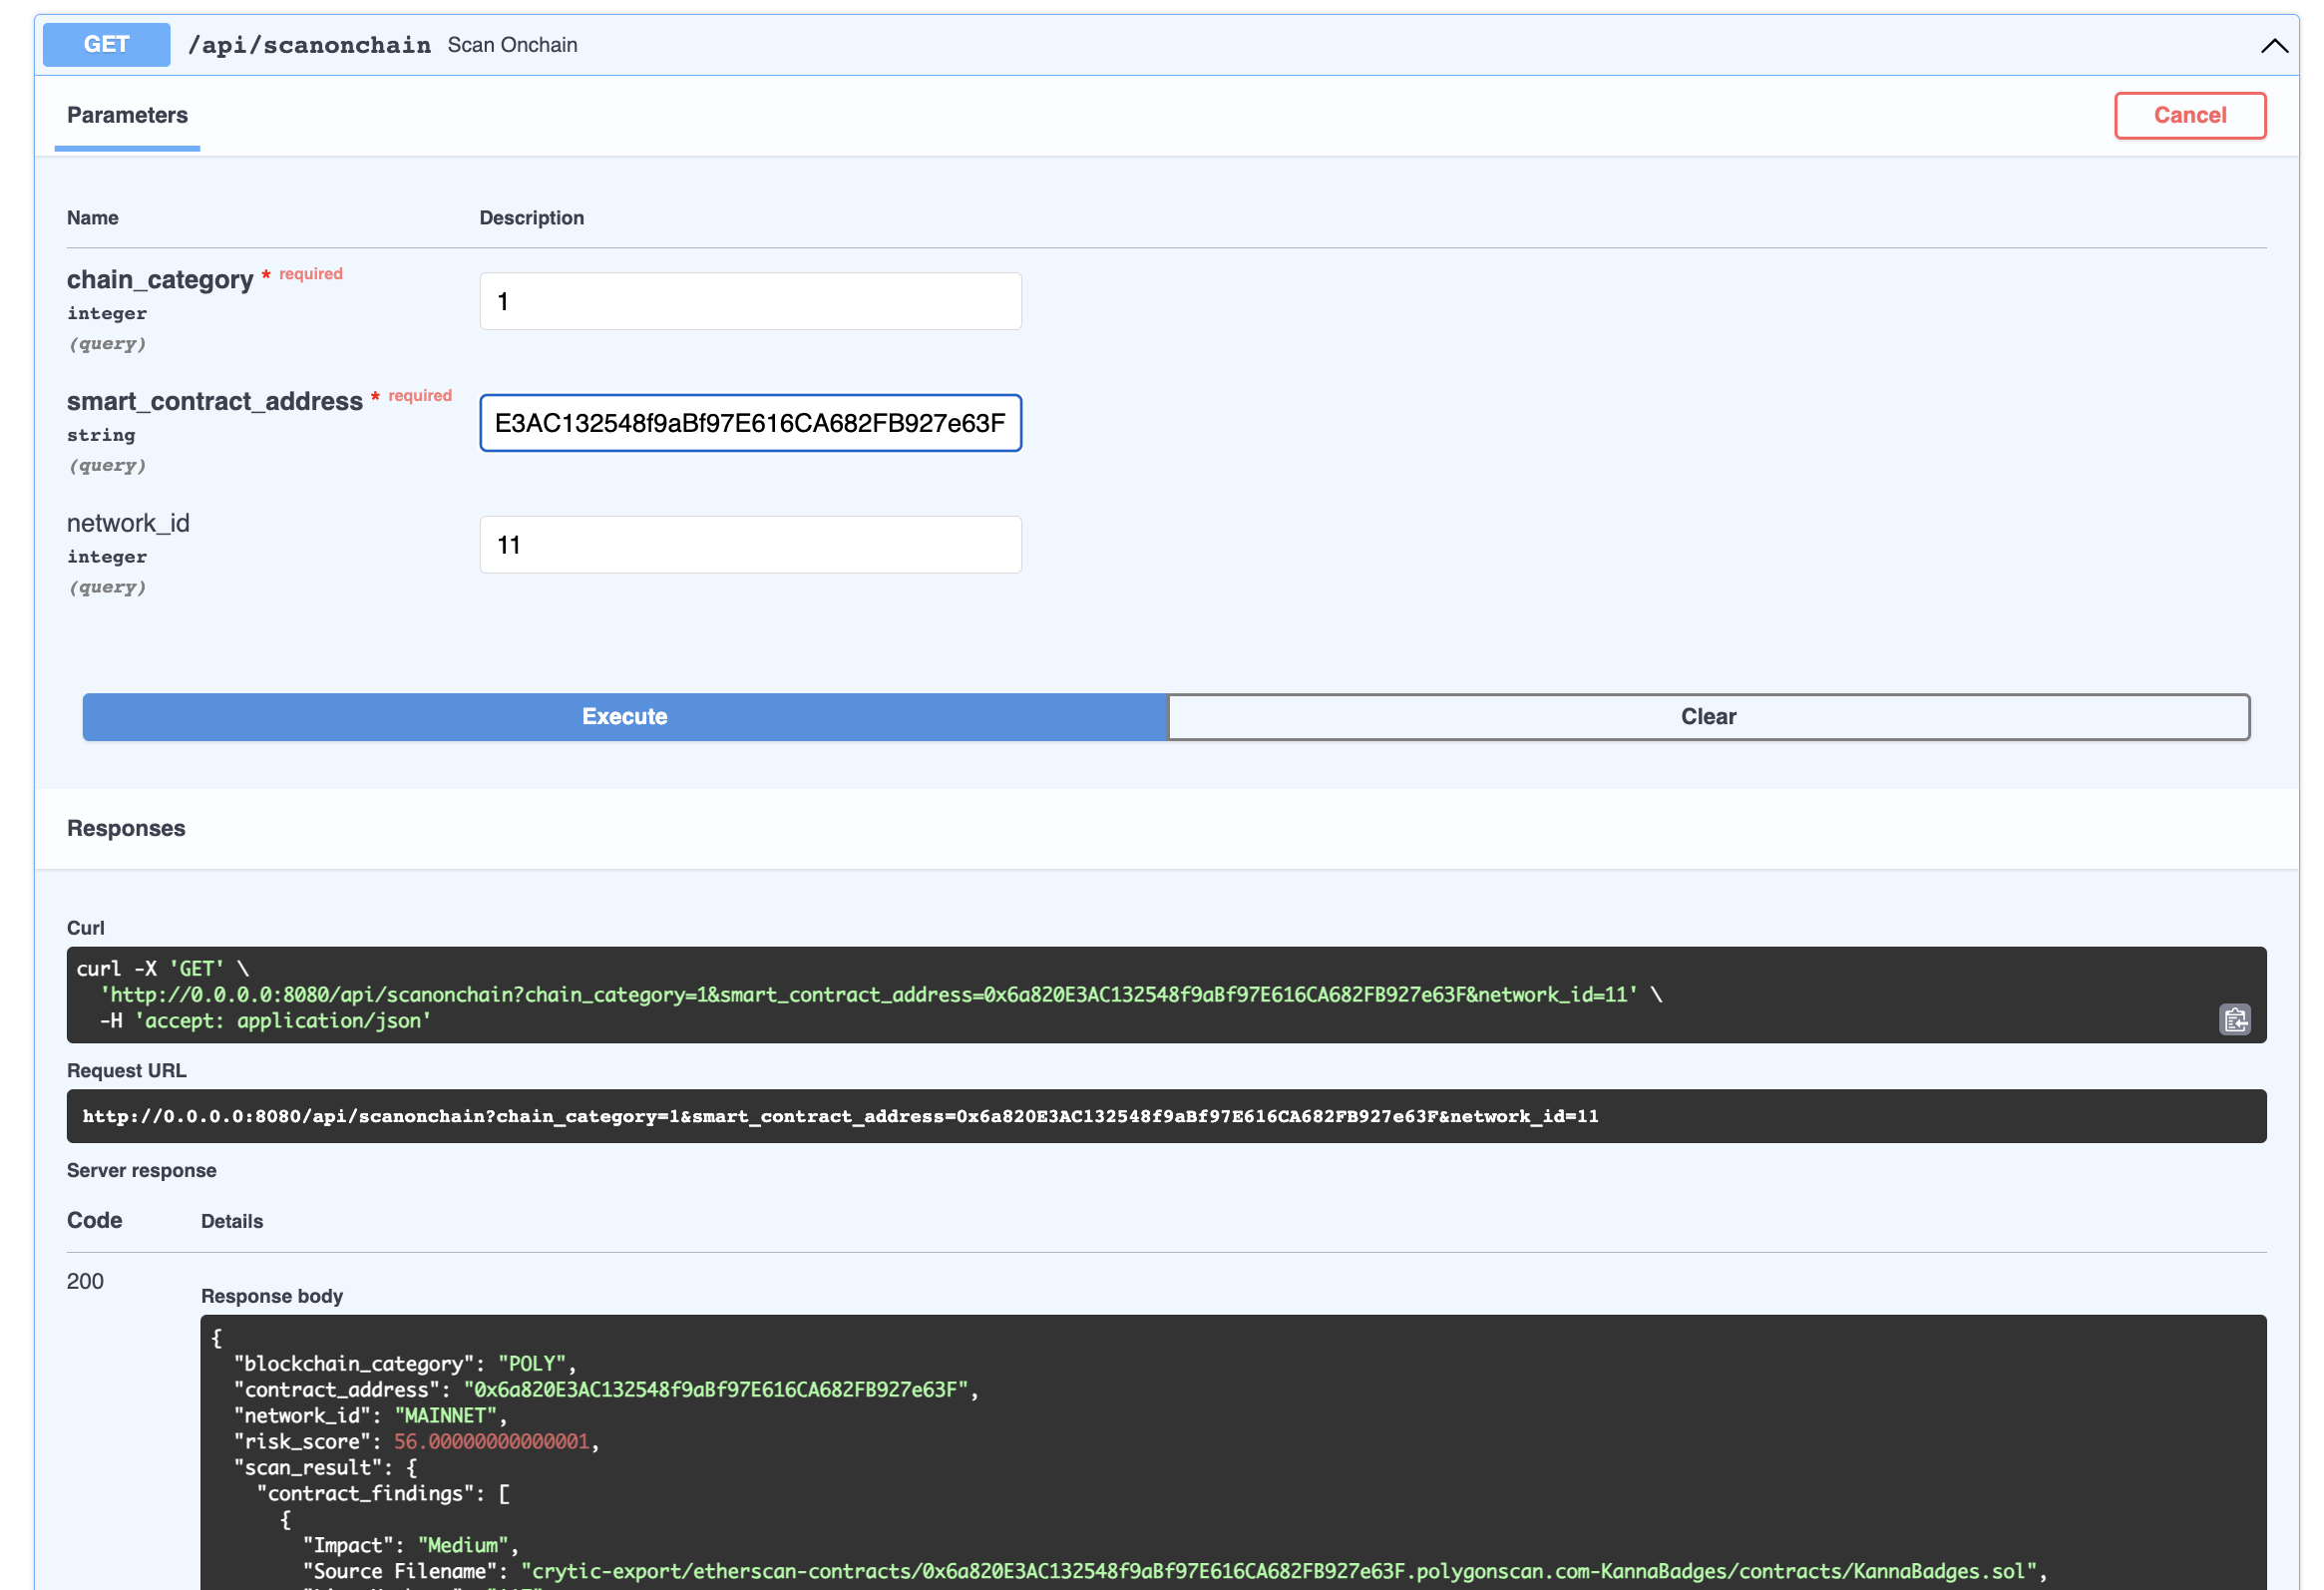 GET /api/scanonchain Scan Onchain
Parameters
Cancel
Name Description
chain_category * required
integer
(query)
1
smart_contract_address * required
string
(query)
E3AC132548f9aBf97E616CA682FB927e63F
network_id
integer
(query)
11
Execute
Clear
Responses
Curl
curl -X 'GET' \
'http://0.0.0.0:8080/api/scanonchain?chain_category=1&smart_contract_address=0x6a820E3AC132548f9aBf97E616CA682FB927e63F&network_id=11' \
-H 'accept: application/json'
Request URL
http://0.0.0.0:8080/api/scanonchain?chain_category=1&smart_contract_address=0x6a820E3AC132548f9aBf97E616CA682FB927e63F&network_id=11
Server response
Code Details
200
Response body
{
"blockchain_category": "POLY",
"contract_address": "0x6a820E3AC132548f9aBf97E616CA682FB927e63F",
"network_id": "MAINNET",
"risk_score": 56.00000000000001,
"scan_result": {
"contract_findings": [
{
"Impact": "Medium",
"Source Filename": "crytic-export/etherscan-contracts/0x6a820E3AC132548f9aBf97E616CA682FB927e63F.polygonscan.com-KannaBadges/contracts/KannaBadges.sol",